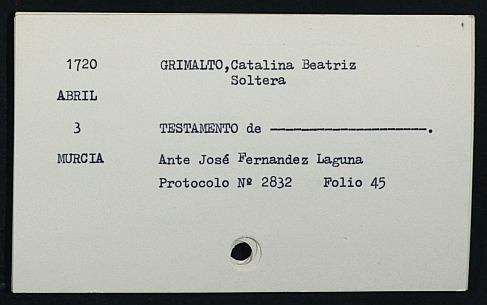 1720 GRIMALTO,Catalina Beatriz
Soltera
ABRIL
3 TESTAMENTO de --------------------.
MURCIA Ante José Fernandez Laguna
Protocolo Nº 2832 Folio 45